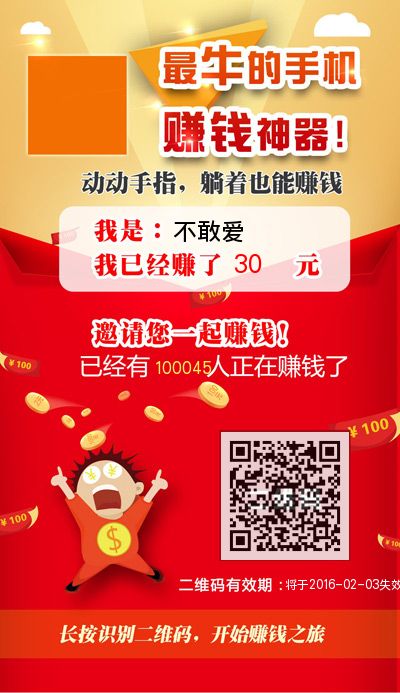 最牛的手机
赚钱神器！
动动手指，躺着也能赚钱
我是：不敢爱
我已经赚了 30 元
¥100
邀请您一起赚钱！
已经有 100045人正在赚钱了
¥100
¥100
¥100
二维码有效期：将于2016-02-03失效
长按识别二维码，开始赚钱之旅